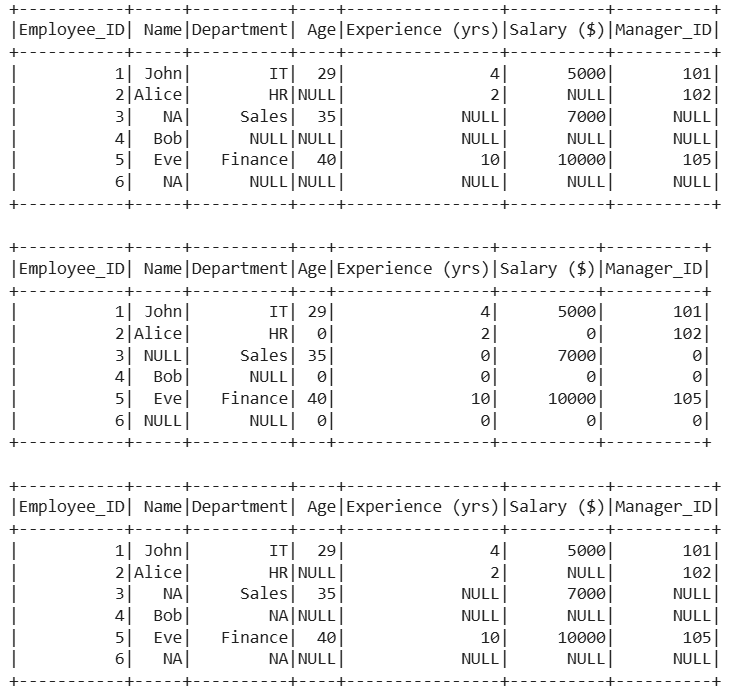 +-----------+-----+----------+----+----------------+----------+----------+
|Employee_ID| Name|Department| Age|Experience (yrs)|Salary ($)|Manager_ID|
+-----------+-----+----------+----+----------------+----------+----------+
|          1| John|        IT|  29|               4|      5000|       101|
|          2|Alice|        HR|NULL|               2|      NULL|       102|
|          3|   NA|     Sales|  35|            NULL|      7000|      NULL|
|          4|  Bob|      NULL|NULL|            NULL|      NULL|      NULL|
|          5|  Eve|   Finance|  40|              10|     10000|       105|
|          6|   NA|      NULL|NULL|            NULL|      NULL|      NULL|
+-----------+-----+----------+----+----------------+----------+----------+

+-----------+-----+----------+---+----------------+----------+----------+
|Employee_ID| Name|Department|Age|Experience (yrs)|Salary ($)|Manager_ID|
+-----------+-----+----------+---+----------------+----------+----------+
|          1| John|        IT| 29|               4|      5000|       101|
|          2|Alice|        HR|  0|               2|         0|       102|
|          3| NULL|     Sales| 35|               0|      7000|         0|
|          4|  Bob|      NULL|  0|               0|         0|         0|
|          5|  Eve|   Finance| 40|              10|     10000|       105|
|          6| NULL|      NULL|  0|               0|         0|         0|
+-----------+-----+----------+---+----------------+----------+----------+

+-----------+-----+----------+----+----------------+----------+----------+
|Employee_ID| Name|Department| Age|Experience (yrs)|Salary ($)|Manager_ID|
+-----------+-----+----------+----+----------------+----------+----------+
|          1| John|        IT|  29|               4|      5000|       101|
|          2|Alice|        HR|NULL|               2|      NULL|       102|
|          3|   NA|     Sales|  35|            NULL|      7000|      NULL|
|          4|  Bob|        NA|NULL|            NULL|      NULL|      NULL|
|          5|  Eve|   Finance|  40|              10|     10000|       105|
|          6|   NA|        NA|NULL|            NULL|      NULL|      NULL|
+-----------+-----+----------+----+----------------+----------+----------+